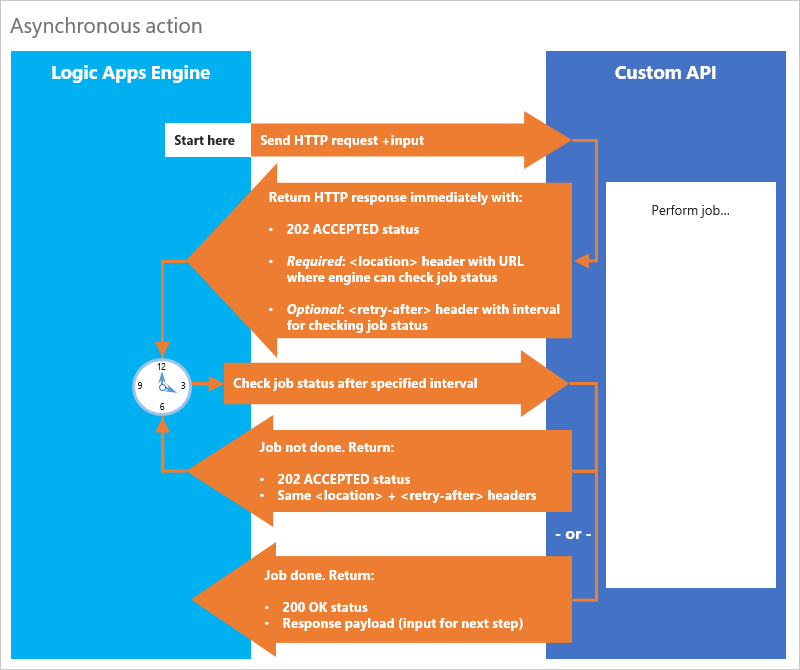 Asynchronous action
Logic Apps Engine
Custom API
Start here
Send HTTP request +input
Return HTTP response immediately with:
• 202 ACCEPTED status
• Required: <location> header with URL
where engine can check job status
• Optional: <retry-after> header with interval
for checking job status
Perform job...
12
9
3
6
Check job status after specified interval
Job not done. Return:
• 202 ACCEPTED status
• Same <location> + <retry-after> headers
- or -
Job done. Return:
• 200 OK status
• Response payload (input for next step)